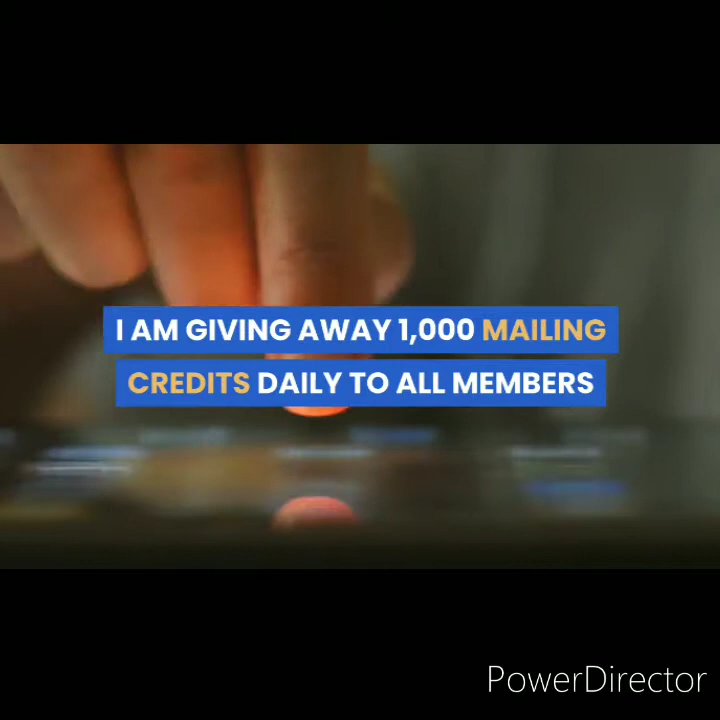 I AM GIVING AWAY 1,000 MAILING
CREDITS DAILY TO ALL MEMBERS
PowerDirector